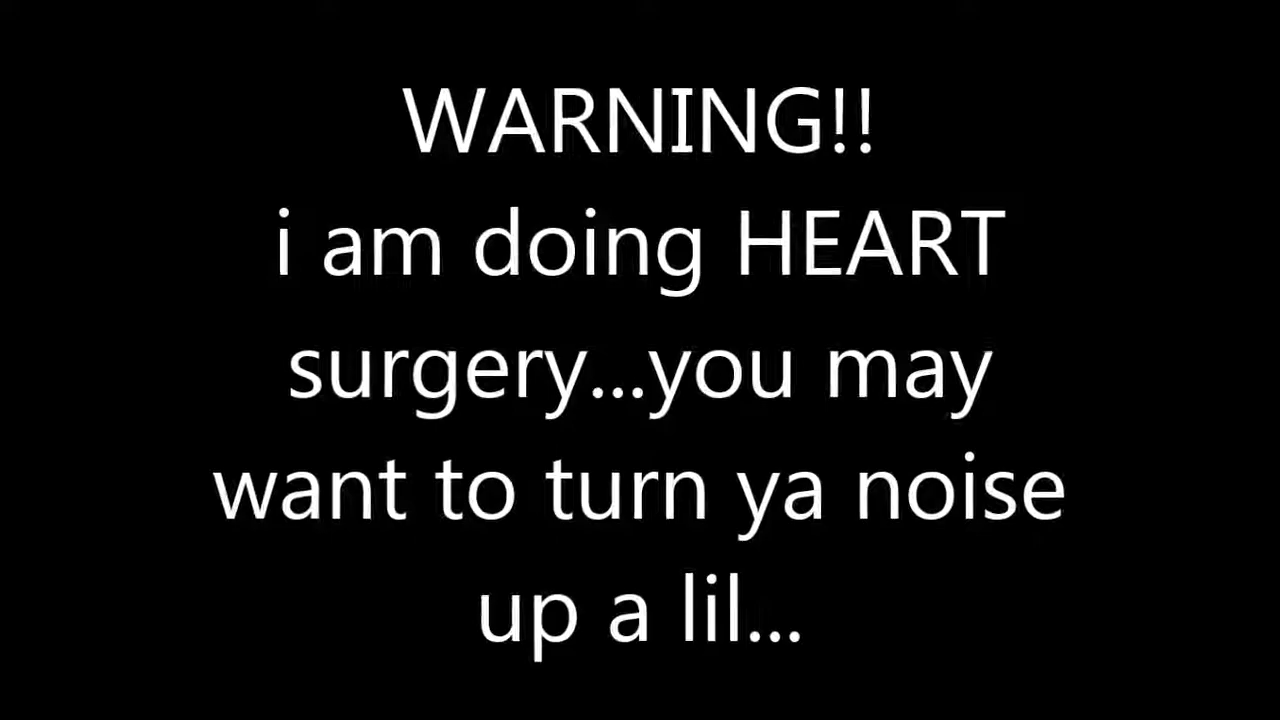 WARNING!!
i am doing HEART
surgery...you may
want to turn ya noise
up a lil...